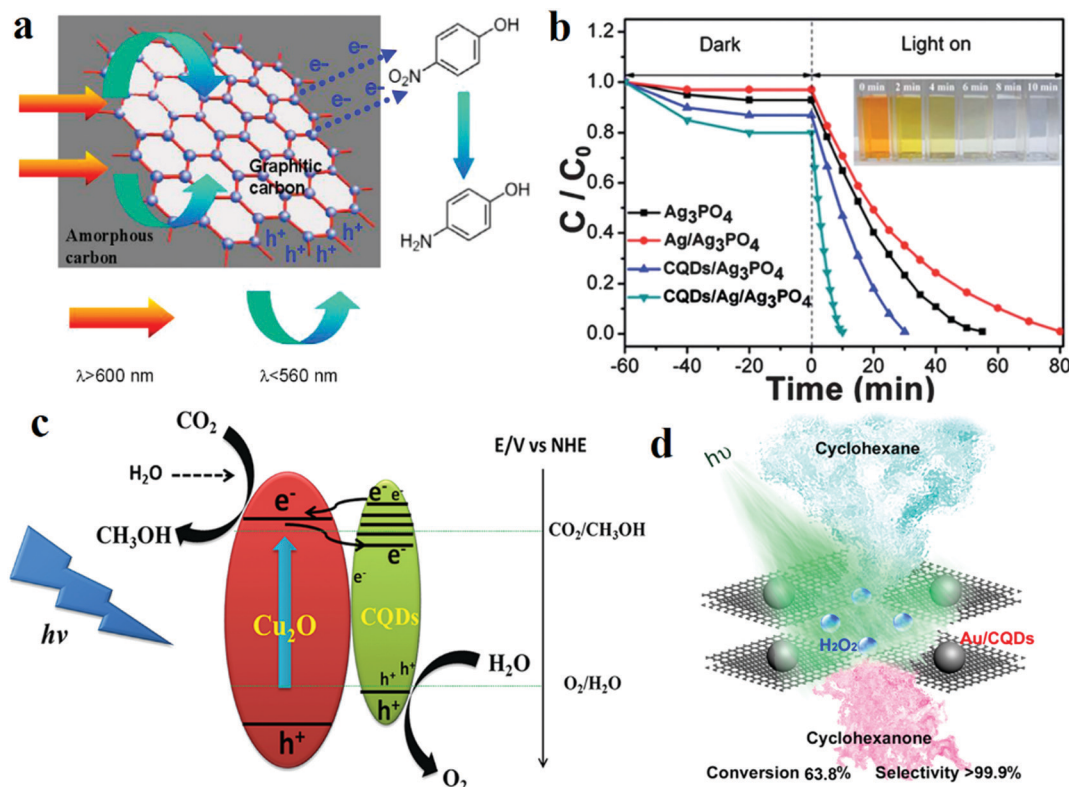 a
e-
e-
e-
e-
OH
O₂N
Graphitic
carbon
h⁺
h⁺ h⁺ h⁺
Amorphous
carbon
OH
H₂N
λ>600 nm
λ<560 nm
b
Dark
Light on
0 min 2 min 4 min 6 min 8 min 10 min
1.0
0.8
0.6
0.4
0.2
0.0
C / C₀
Ag₃PO₄
Ag/Ag₃PO₄
CQDs/Ag₃PO₄
CQDs/Ag/Ag₃PO₄
-60 -40 -20 0 20 40 60 80
Time (min)
c
CO₂
H₂O
CH₃OH
hν
e⁻
Cu₂O
h⁺
e⁻ e⁻
e⁻
e⁻
CQDs
h⁺ h⁺
h⁺
H₂O
O₂
E/V vs NHE
CO₂/CH₃OH
O₂/H₂O
d
hυ
Cyclohexane
H₂O₂
Au/CQDs
Cyclohexanone
Conversion 63.8% Selectivity >99.9%